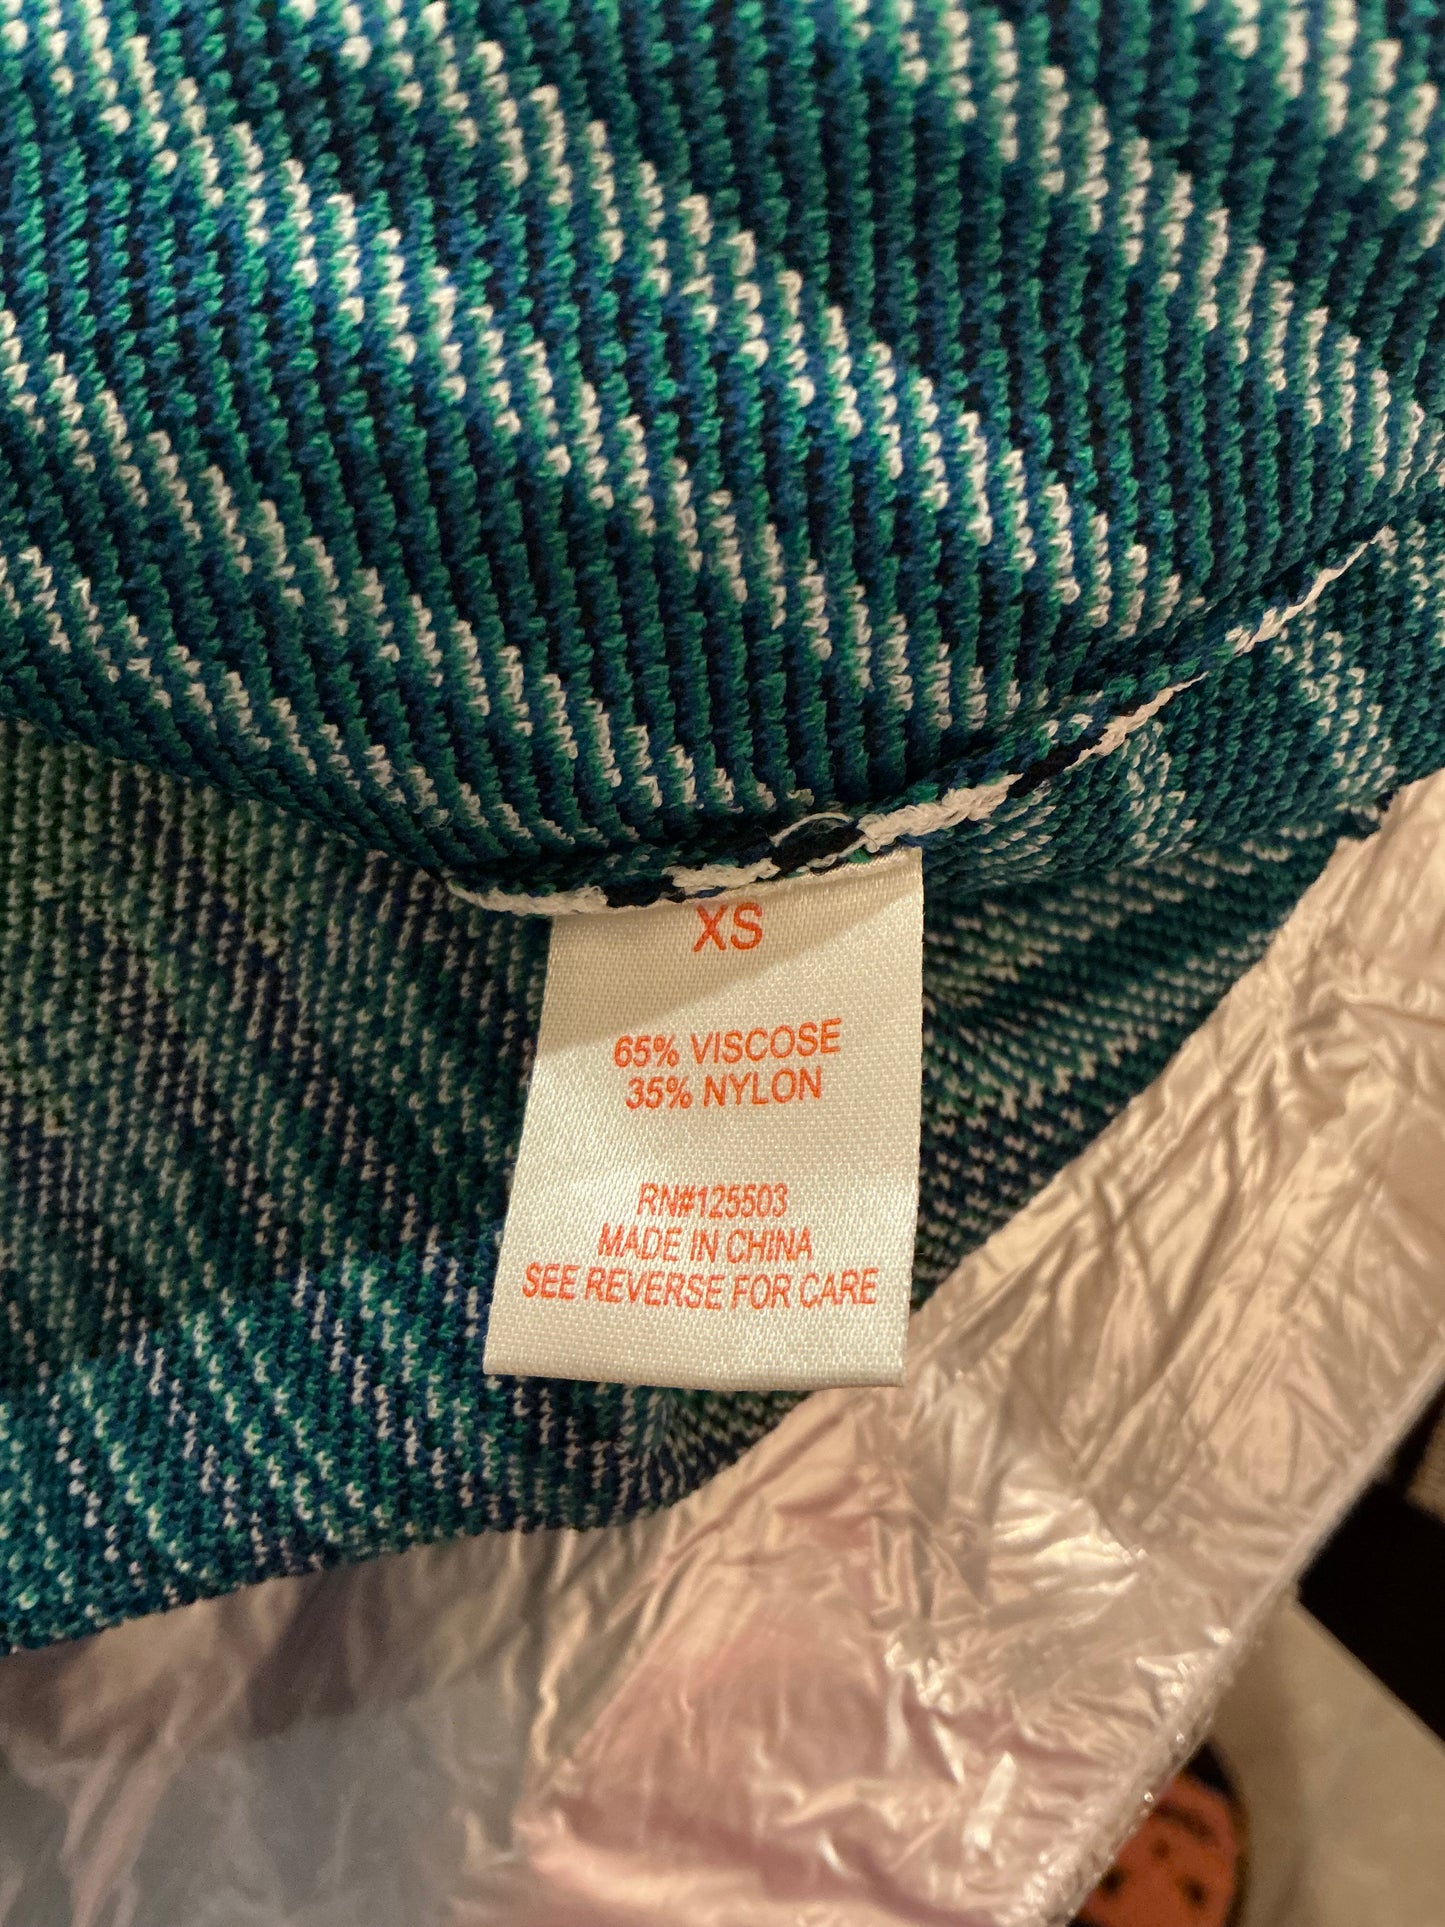 XS
65% VISCOSE
35% NYLON
RN#125503
MADE IN CHINA
SEE REVERSE FOR CARE